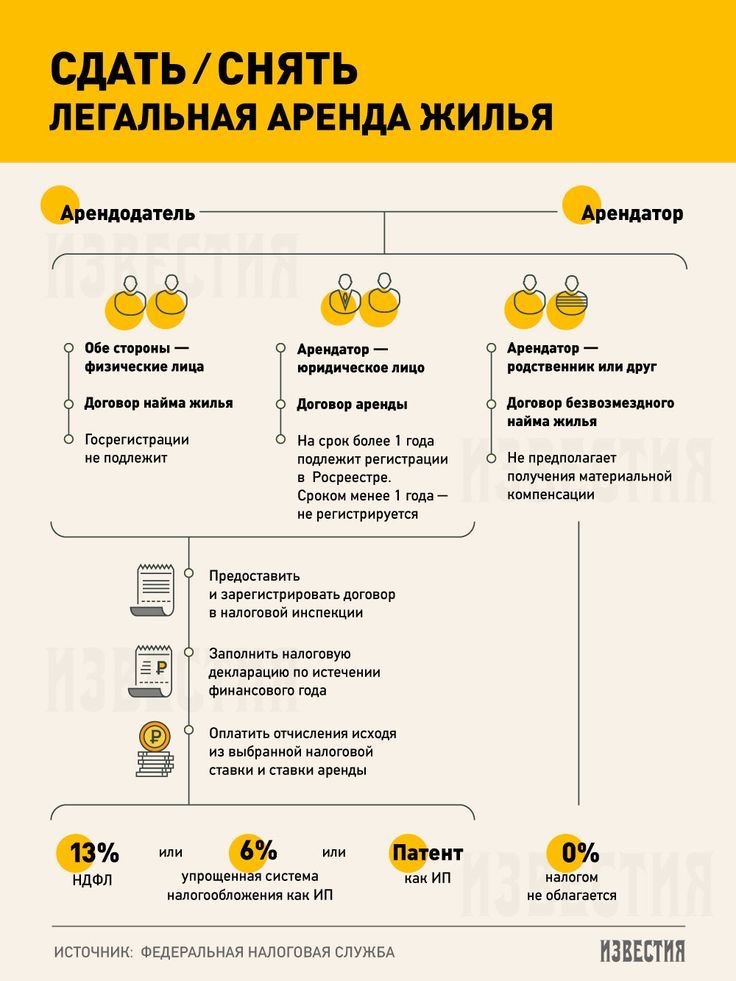 СДАТЬ / СНЯТЬ
ЛЕГАЛЬНАЯ АРЕНДА ЖИЛЬЯ
Арендодатель
Арендатор
ИЗВЕСТИЯ
Обе стороны —
физические лица
Договор найма жилья
Госрегистрации
не подлежит
Арендатор —
юридическое лицо
Договор аренды
На срок более 1 года
подлежит регистрации
в Росреестре.
Сроком менее 1 года —
не регистрируется
Арендатор —
родственник или друг
Договор безвозмездного
найма жилья
Не предполагает
получения материальной
компенсации
ИЗВЕСТИЯ
Предоставить
и зарегистрировать договор
в налоговой инспекции
Заполнить налоговую
декларацию по истечении
финансового года
ИЗВЕСТИЯ
Оплатить отчисления исходя
из выбранной налоговой
ставки и ставки аренды
13%
НДФЛ
или
6%
упрощенная система
налогообложения как ИП
или
Патент
как ИП
0%
налогом
не облагается
ИЗВЕСТИЯ
ИСТОЧНИК: ФЕДЕРАЛЬНАЯ НАЛОГОВАЯ СЛУЖБА
ИЗВЕСТИЯ